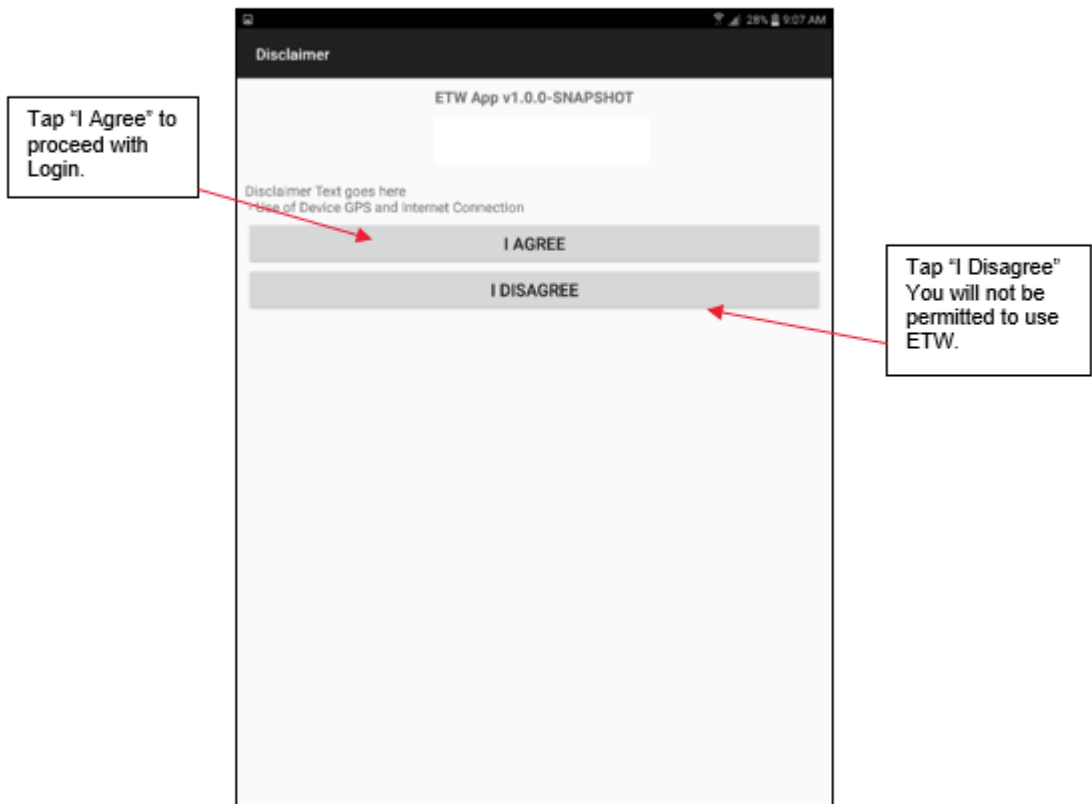 28% 9:07 AM
Disclaimer
ETW App v1.0.0-SNAPSHOT
Tap “I Agree” to
proceed with
Login.
Disclaimer Text goes here
Use of Device GPS and Internet Connection
I AGREE
I DISAGREE
Tap “I Disagree”
You will not be
permitted to use
ETW.